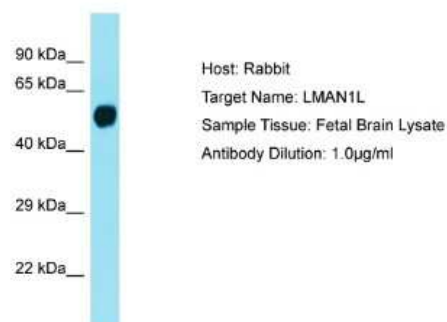 90 kDa
65 kDa
40 kDa
29 kDa
22 kDa
Host: Rabbit
Target Name: LMAN1L
Sample Tissue: Fetal Brain Lysate
Antibody Dilution: 1.0µg/ml